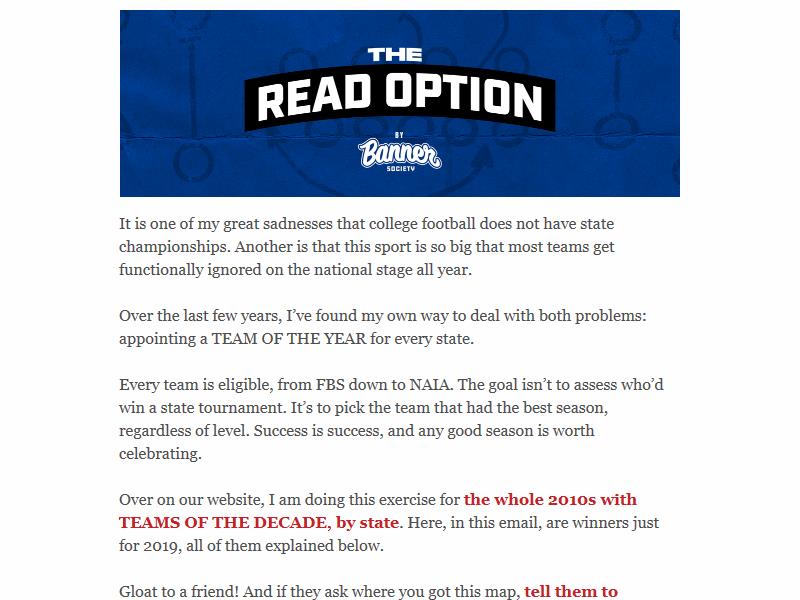 THE
READ OPTION
BY
Banner
SOCIETY
It is one of my great sadnesses that college football does not have state
championships. Another is that this sport is so big that most teams get
functionally ignored on the national stage all year.
Over the last few years, I’ve found my own way to deal with both problems:
appointing a TEAM OF THE YEAR for every state.
Every team is eligible, from FBS down to NAIA. The goal isn’t to assess who’d
win a state tournament. It’s to pick the team that had the best season,
regardless of level. Success is success, and any good season is worth
celebrating.
Over on our website, I am doing this exercise for the whole 2010s with
TEAMS OF THE DECADE, by state. Here, in this email, are winners just
for 2019, all of them explained below.
Gloat to a friend! And if they ask where you got this map, tell them to